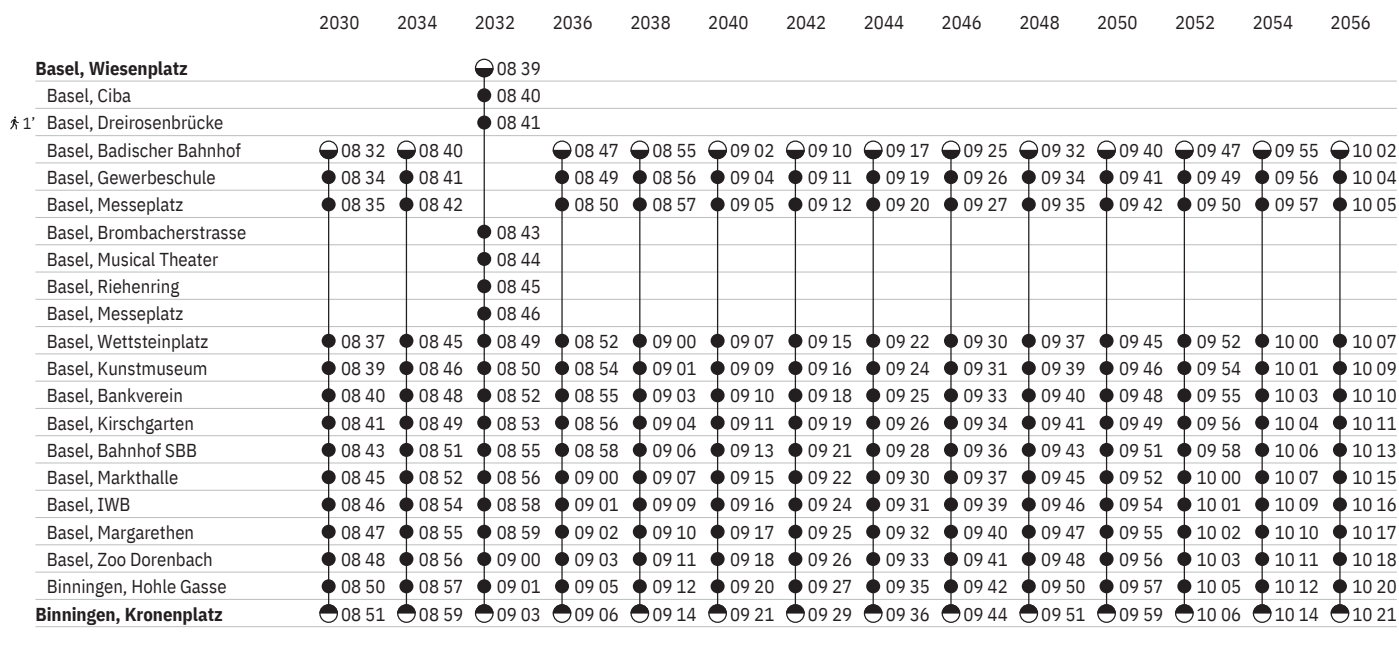 2030 2034 2032 2036 2038 2040 2042 2044 2046 2048 2050 2052 2054 2056
Basel, Wiesenplatz 08 39
Basel, Ciba 08 40
1' Basel, Dreirosenbrücke 08 41
Basel, Badischer Bahnhof 08 32 08 40 08 47 08 55 09 02 09 10 09 17 09 25 09 32 09 40 09 47 09 55 10 02
Basel, Gewerbeschule 08 34 08 41 08 49 08 56 09 04 09 11 09 19 09 26 09 34 09 41 09 49 09 56 10 04
Basel, Messeplatz 08 35 08 42 08 50 08 57 09 05 09 12 09 20 09 27 09 35 09 42 09 50 09 57 10 05
Basel, Brombacherstrasse 08 43
Basel, Musical Theater 08 44
Basel, Riehenring 08 45
Basel, Messeplatz 08 46
Basel, Wettsteinplatz 08 37 08 45 08 49 08 52 09 00 09 07 09 15 09 22 09 30 09 37 09 45 09 52 10 00 10 07
Basel, Kunstmuseum 08 39 08 46 08 50 08 54 09 01 09 09 09 16 09 24 09 31 09 39 09 46 09 54 10 01 10 09
Basel, Bankverein 08 40 08 48 08 52 08 55 09 03 09 10 09 18 09 25 09 33 09 40 09 48 09 55 10 03 10 10
Basel, Kirschgarten 08 41 08 49 08 53 08 56 09 04 09 11 09 19 09 26 09 34 09 41 09 49 09 56 10 04 10 11
Basel, Bahnhof SBB 08 43 08 51 08 55 08 58 09 06 09 13 09 21 09 28 09 36 09 43 09 51 09 58 10 06 10 13
Basel, Markthalle 08 45 08 52 08 56 09 00 09 07 09 15 09 22 09 30 09 37 09 45 09 52 10 00 10 07 10 15
Basel, IWB 08 46 08 54 08 58 09 01 09 09 09 16 09 24 09 31 09 39 09 46 09 54 10 01 10 09 10 16
Basel, Margarethen 08 47 08 55 08 59 09 02 09 10 09 17 09 25 09 32 09 40 09 47 09 55 10 02 10 10 10 17
Basel, Zoo Dorenbach 08 48 08 56 09 00 09 03 09 11 09 18 09 26 09 33 09 41 09 48 09 56 10 03 10 11 10 18
Binningen, Hohle Gasse 08 50 08 57 09 01 09 05 09 12 09 20 09 27 09 35 09 42 09 50 09 57 10 05 10 12 10 20
Binningen, Kronenplatz 08 51 08 59 09 03 09 06 09 14 09 21 09 29 09 36 09 44 09 51 09 59 10 06 10 14 10 21